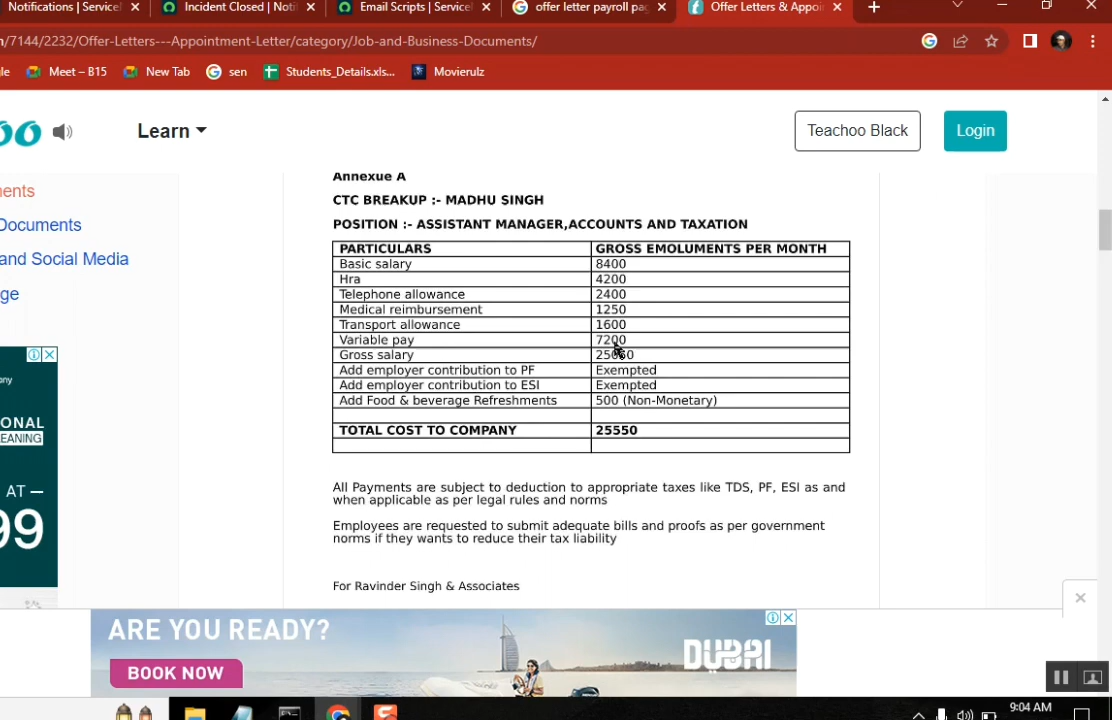 Notifications | Service
Incident Closed | Noti
Email Scripts | Service
offer letter payroll pa
Offer Letters & Appoi
/7144/2232/Offer-Letters---Appointment-Letter/category/Job-and-Business-Documents/
le
Meet – B15
New Tab
sen
Students_Details.xls...
Movierulz
oo
Learn
Teachoo Black
Login
ments
Documents
and Social Media
ge
Annexue A
CTC BREAKUP :- MADHU SINGH
POSITION :- ASSISTANT MANAGER,ACCOUNTS AND TAXATION
PARTICULARS GROSS EMOLUMENTS PER MONTH
Basic salary 8400
Hra 4200
Telephone allowance 2400
Medical reimbursement 1250
Transport allowance 1600
Variable pay 7200
Gross salary
Add employer contribution to PF Exempted
Add employer contribution to ESI Exempted
Add Food & beverage Refreshments 500 (Non-Monetary)
TOTAL COST TO COMPANY 25550
All Payments are subject to deduction to appropriate taxes like TDS, PF, ESI as and
when applicable as per legal rules and norms
Employees are requested to submit adequate bills and proofs as per government
norms if they wants to reduce their tax liability
For Ravinder Singh & Associates
ny
ONAL
EANING
AT —
99
ARE YOU READY?
BOOK NOW
DUBAI
9:04 AM